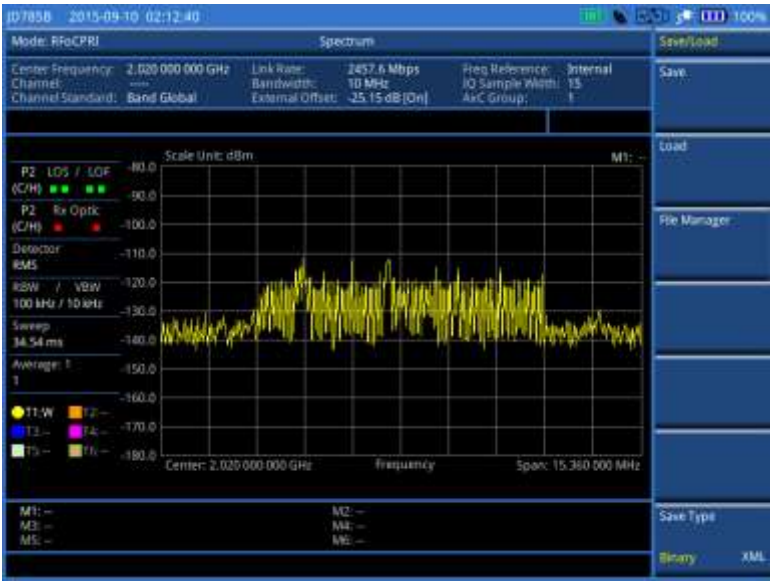 JD785B 2015-09-10 02:12:40 100%
Mode: RFoCPRI Spectrum Save/Load
Center Frequency: 2.020 000 000 GHz Link Rate: 2457.6 Mbps Freq Reference: Internal
Channel: ---- Bandwidth: 10 MHz IQ Sample Width: 15
Channel Standard: Band Global External Offset: -25.15 dB [On] AxC Group: 1
Save
Load
File Manager
Scale Unit: dBm M1: --
P2 LOS / LOF
(C/H)
P2 Rx Optic
(C/H)
Detector
RMS
RBW / VBW
100 kHz / 10 kHz
Sweep
34.54 ms
Average: 1
1
T1:W T2:--
T3:-- T4:--
T5:-- T6:--
-80.0
-90.0
-100.0
-110.0
-120.0
-130.0
-140.0
-150.0
-160.0
-170.0
-180.0
Center: 2.020 000 000 GHz Frequency Span: 15.360 000 MHz
M1: -- M2: --
M3: -- M4: --
M5: -- M6: --
Save Type
Binary XML